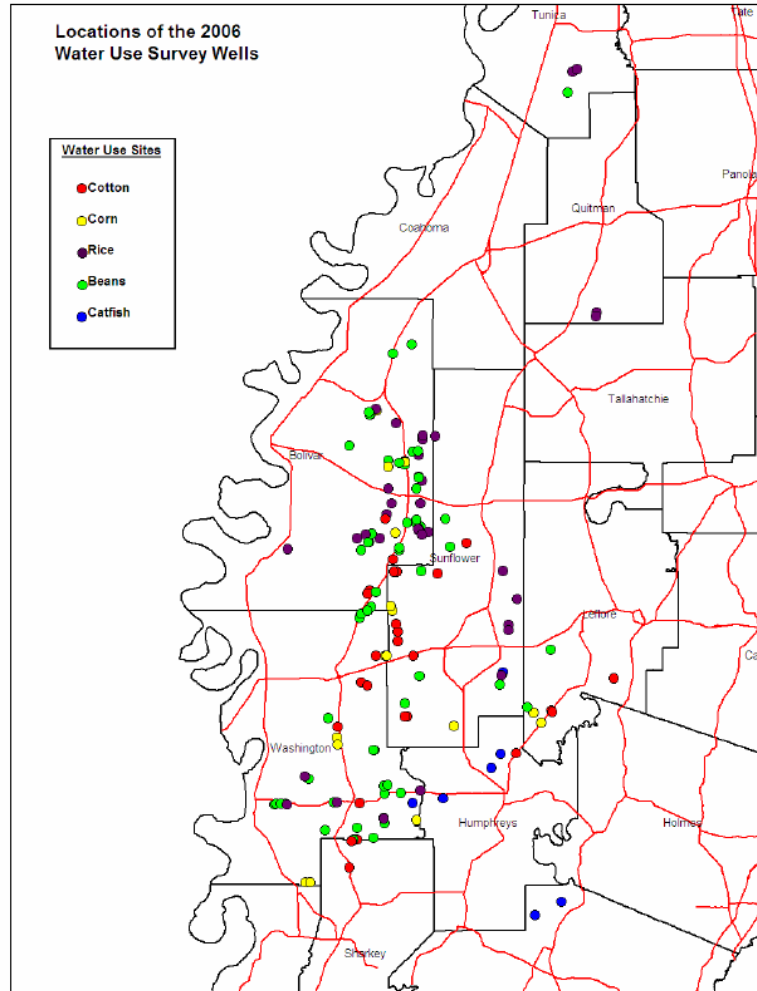 Locations of the 2006
Water Use Survey Wells
Water Use Sites
Cotton
Corn
Rice
Beans
Catfish
Tunica
Tate
Panola
Quitman
Coahoma
Tallahatchie
Bolivar
Sunflower
Leflore
Ca
Washington
Humphreys
Holmes
Sharkey